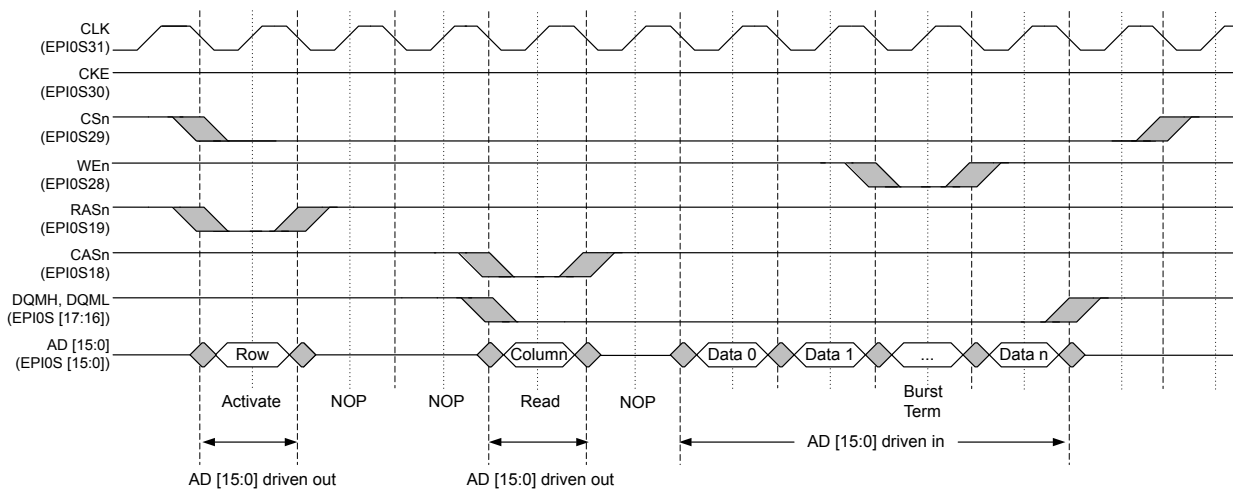 CLK
(EPI0S31)
CKE
(EPI0S30)
CSn
(EPI0S29)
WEn
(EPI0S28)
RASn
(EPI0S19)
CASn
(EPI0S18)
DQMH, DQML
(EPI0S [17:16])
AD [15:0]
(EPI0S [15:0])
Row Column Data 0 Data 1 ... Data n
Activate NOP NOP Read NOP Burst
Term
AD [15:0] driven in
AD [15:0] driven out AD [15:0] driven out